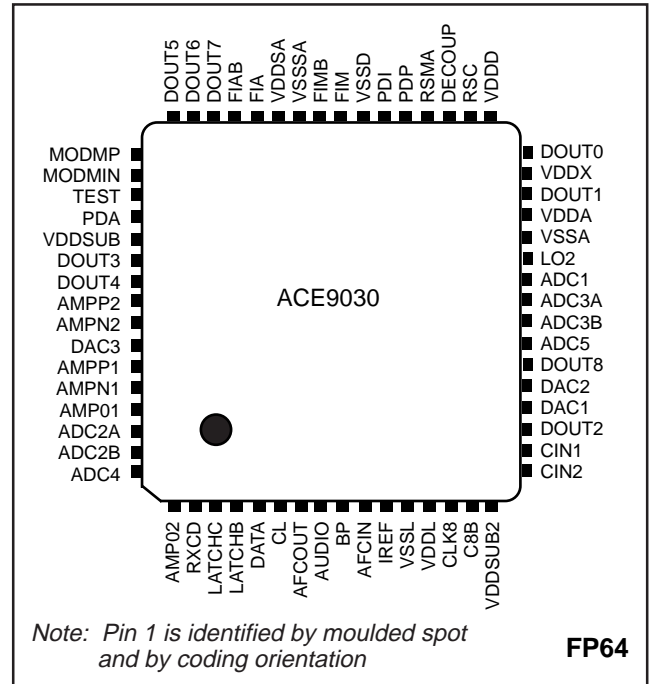 DOUT5
DOUT6
DOUT7
FIAB
FIA
VDDSA
VSSSA
FIMB
FIM
VSSD
PDI
PDP
RSMA
DECOUP
RSC
VDDD
MODMP
MODMIN
TEST
PDA
VDDSUB
DOUT3
DOUT4
AMPP2
AMPN2
DAC3
AMPP1
AMPN1
AMP01
ADC2A
ADC2B
ADC4
ACE9030
DOUT0
VDDX
DOUT1
VDDA
VSSA
LO2
ADC1
ADC3A
ADC3B
ADC5
DOUT8
DAC2
DAC1
DOUT2
CIN1
CIN2
AMP02
RXCD
LATCHC
LATCHB
DATA
CL
AFCOUT
AUDIO
BP
AFCIN
IREF
VSSL
VDDL
CLK8
C8B
VDDSUB2
Note: Pin 1 is identified by moulded spot
and by coding orientation
FP64